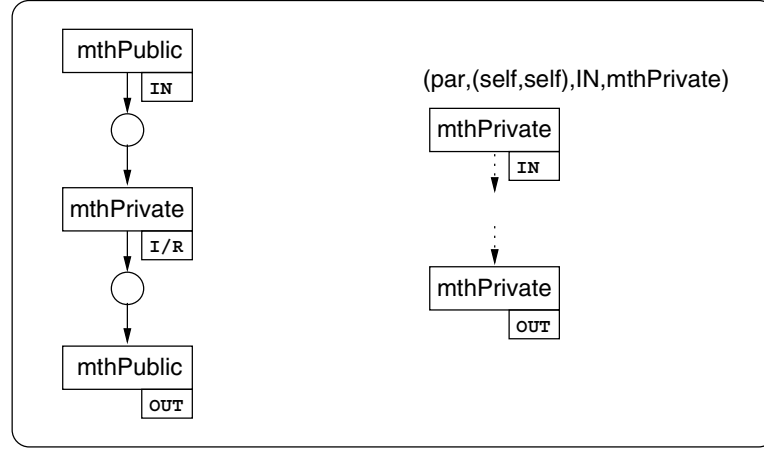 mthPublic
IN
mthPrivate
I/R
mthPublic
OUT
(par,(self,self),IN,mthPrivate)
mthPrivate
IN
mthPrivate
OUT